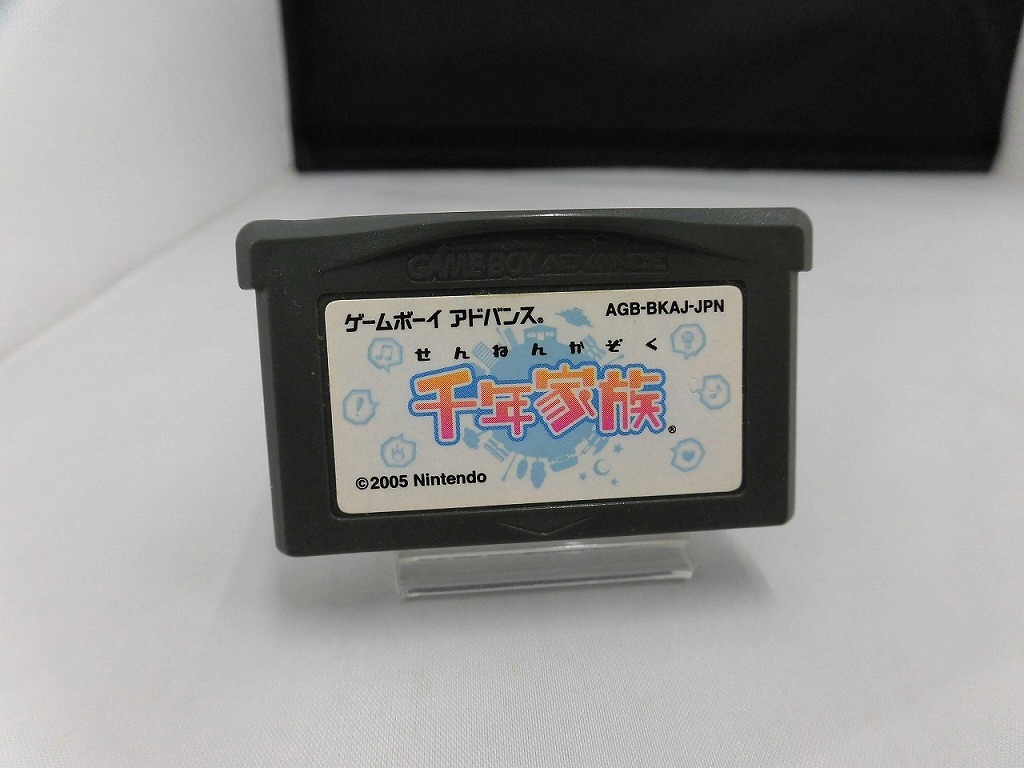 GAME BOY ADVANCE
ゲームボーイ アドバンス®
AGB-BKAJ-JPN
せんねんかぞく
千年家族®
©2005 Nintendo